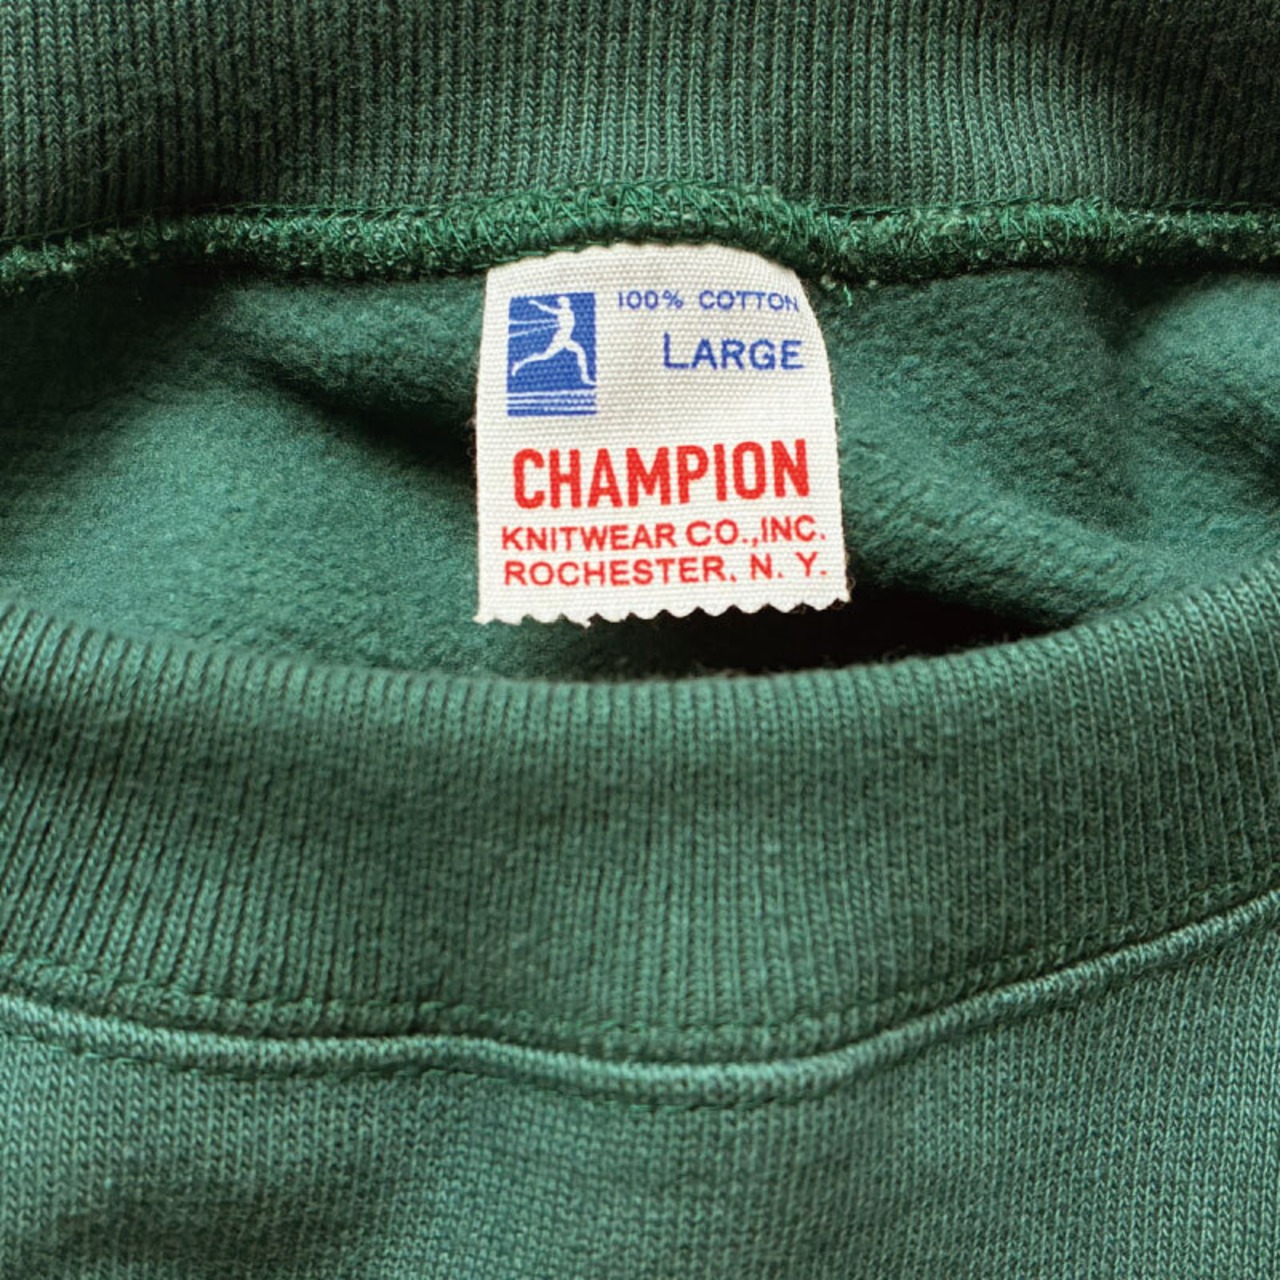 100% COTTON
LARGE
CHAMPION
KNITWEAR CO., INC.
ROCHESTER, N. Y.